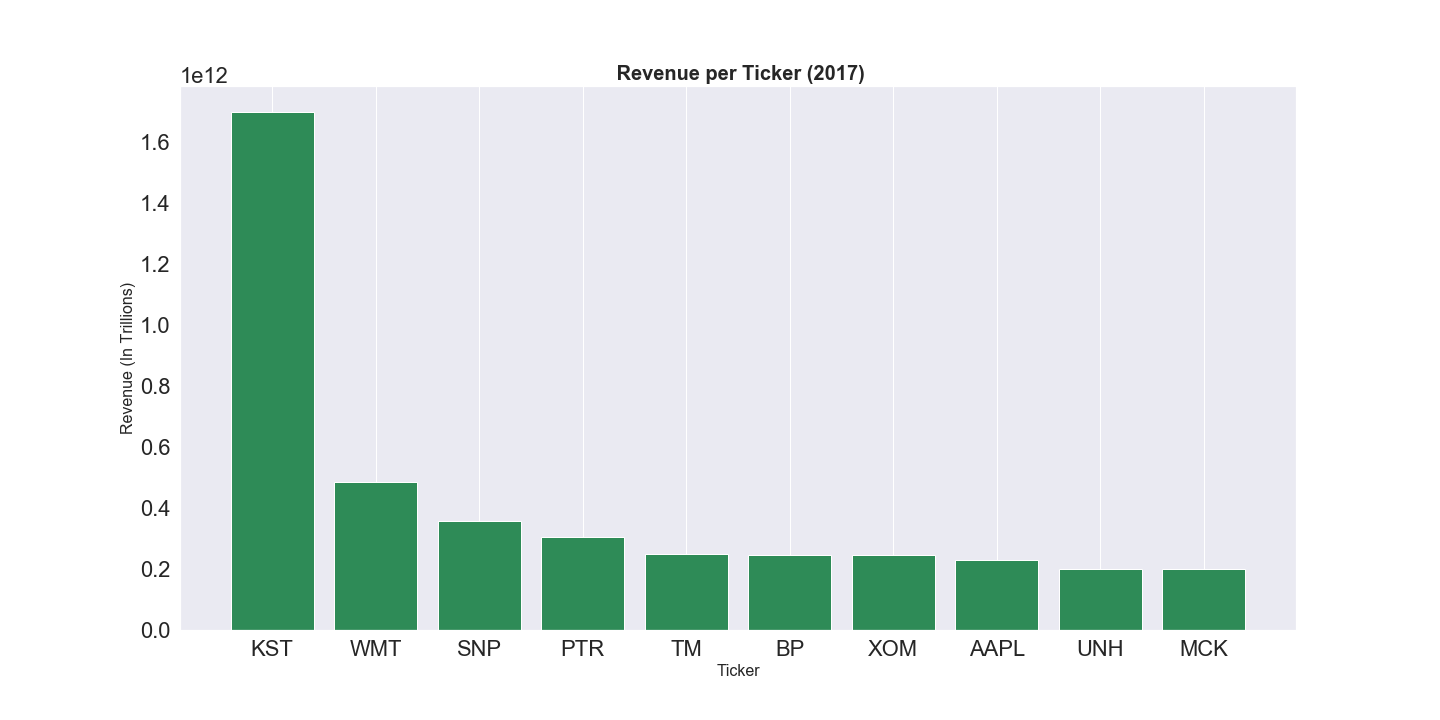 Revenue per Ticker (2017)
1e12
1.6
1.4
1.2
1.0
0.8
0.6
0.4
0.2
0.0
Revenue (In Trillions)
KST WMT SNP PTR TM BP XOM AAPL UNH MCK
Ticker